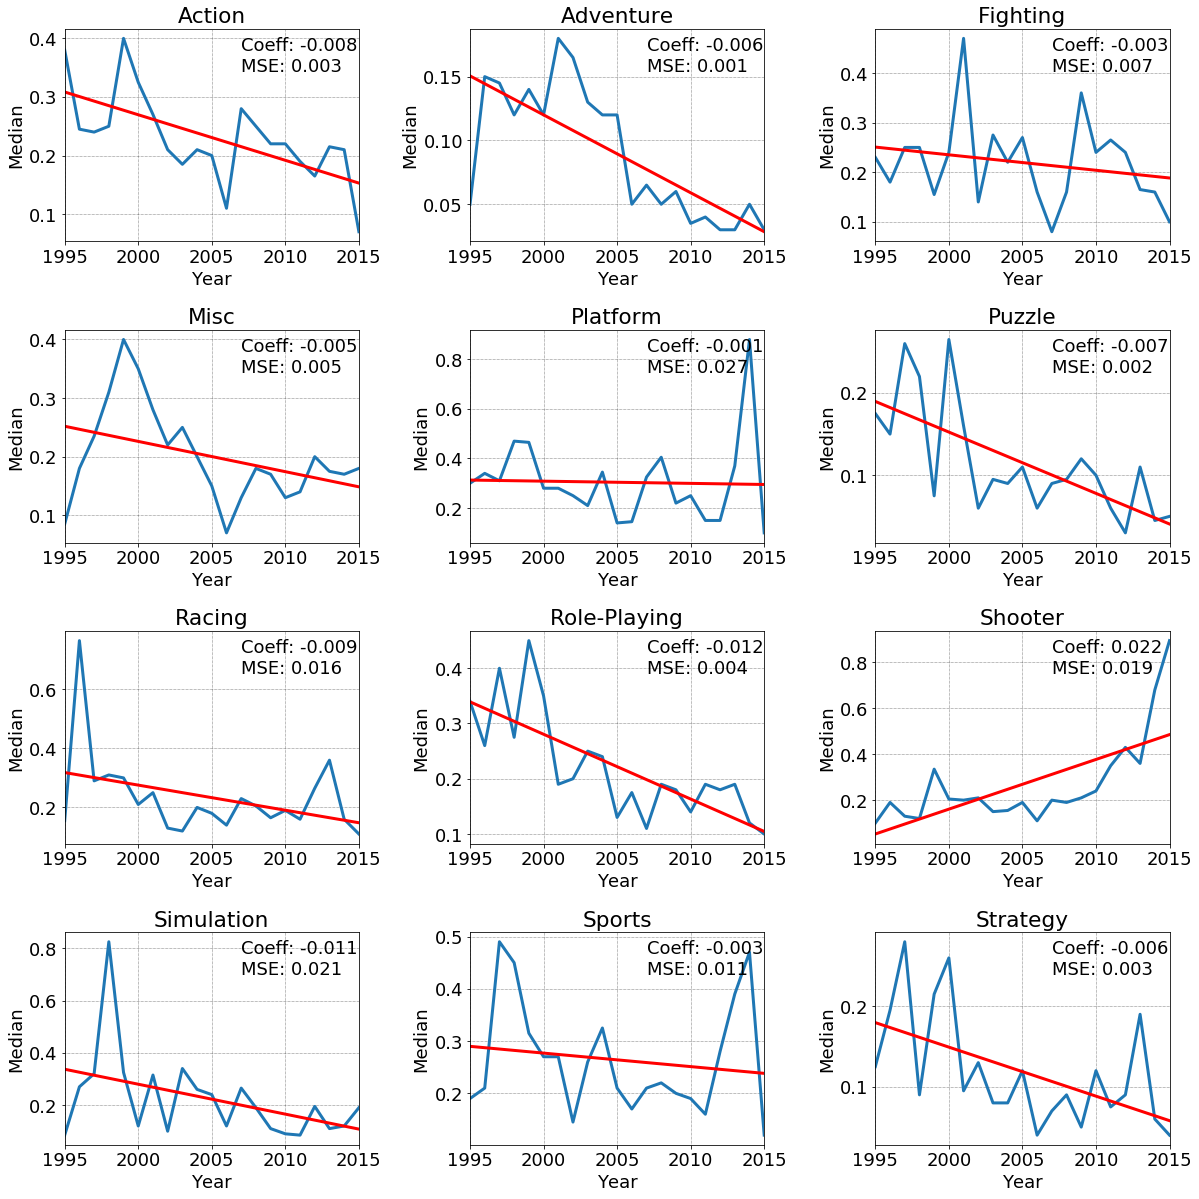 Action
Coeff: -0.008
MSE: 0.003
Median
0.4
0.3
0.2
0.1
1995 2000 2005 2010 2015
Year
Adventure
Coeff: -0.006
MSE: 0.001
Median
0.15
0.10
0.05
1995 2000 2005 2010 2015
Year
Fighting
Coeff: -0.003
MSE: 0.007
Median
0.4
0.3
0.2
0.1
1995 2000 2005 2010 2015
Year
Misc
Coeff: -0.005
MSE: 0.005
Median
0.4
0.3
0.2
0.1
1995 2000 2005 2010 2015
Year
Platform
Coeff: -0.001
MSE: 0.027
Median
0.8
0.6
0.4
0.2
1995 2000 2005 2010 2015
Year
Puzzle
Coeff: -0.007
MSE: 0.002
Median
0.2
0.1
1995 2000 2005 2010 2015
Year
Racing
Coeff: -0.009
MSE: 0.016
Median
0.6
0.4
0.2
1995 2000 2005 2010 2015
Year
Role-Playing
Coeff: -0.012
MSE: 0.004
Median
0.4
0.3
0.2
0.1
1995 2000 2005 2010 2015
Year
Shooter
Coeff: 0.022
MSE: 0.019
Median
0.8
0.6
0.4
0.2
1995 2000 2005 2010 2015
Year
Simulation
Coeff: -0.011
MSE: 0.021
Median
0.8
0.6
0.4
0.2
1995 2000 2005 2010 2015
Year
Sports
Coeff: -0.003
MSE: 0.011
Median
0.5
0.4
0.3
0.2
1995 2000 2005 2010 2015
Year
Strategy
Coeff: -0.006
MSE: 0.003
Median
0.2
0.1
1995 2000 2005 2010 2015
Year